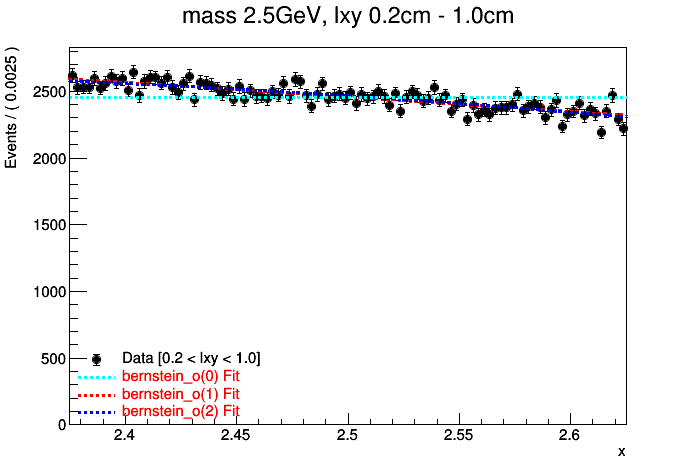 mass 2.5GeV, lxy 0.2cm - 1.0cm
Events / ( 0.0025 )
2500
2000
1500
1000
500
0
Data [0.2 < lxy < 1.0]
bernstein_o(0) Fit
bernstein_o(1) Fit
bernstein_o(2) Fit
2.4 2.45 2.5 2.55 2.6
x